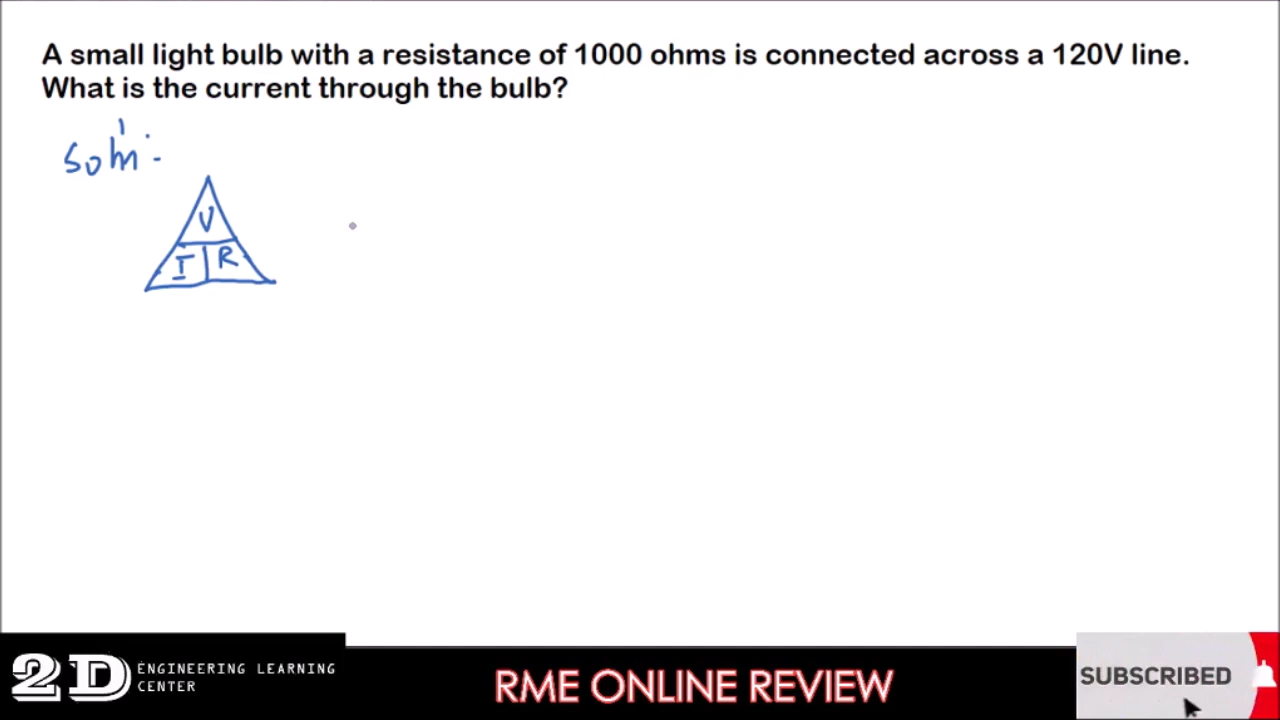 A small light bulb with a resistance of 1000 ohms is connected across a 120V line.
What is the current through the bulb?
Sol'n:
V
I R
2D ENGINEERING LEARNING
CENTER
RME ONLINE REVIEW
SUBSCRIBED